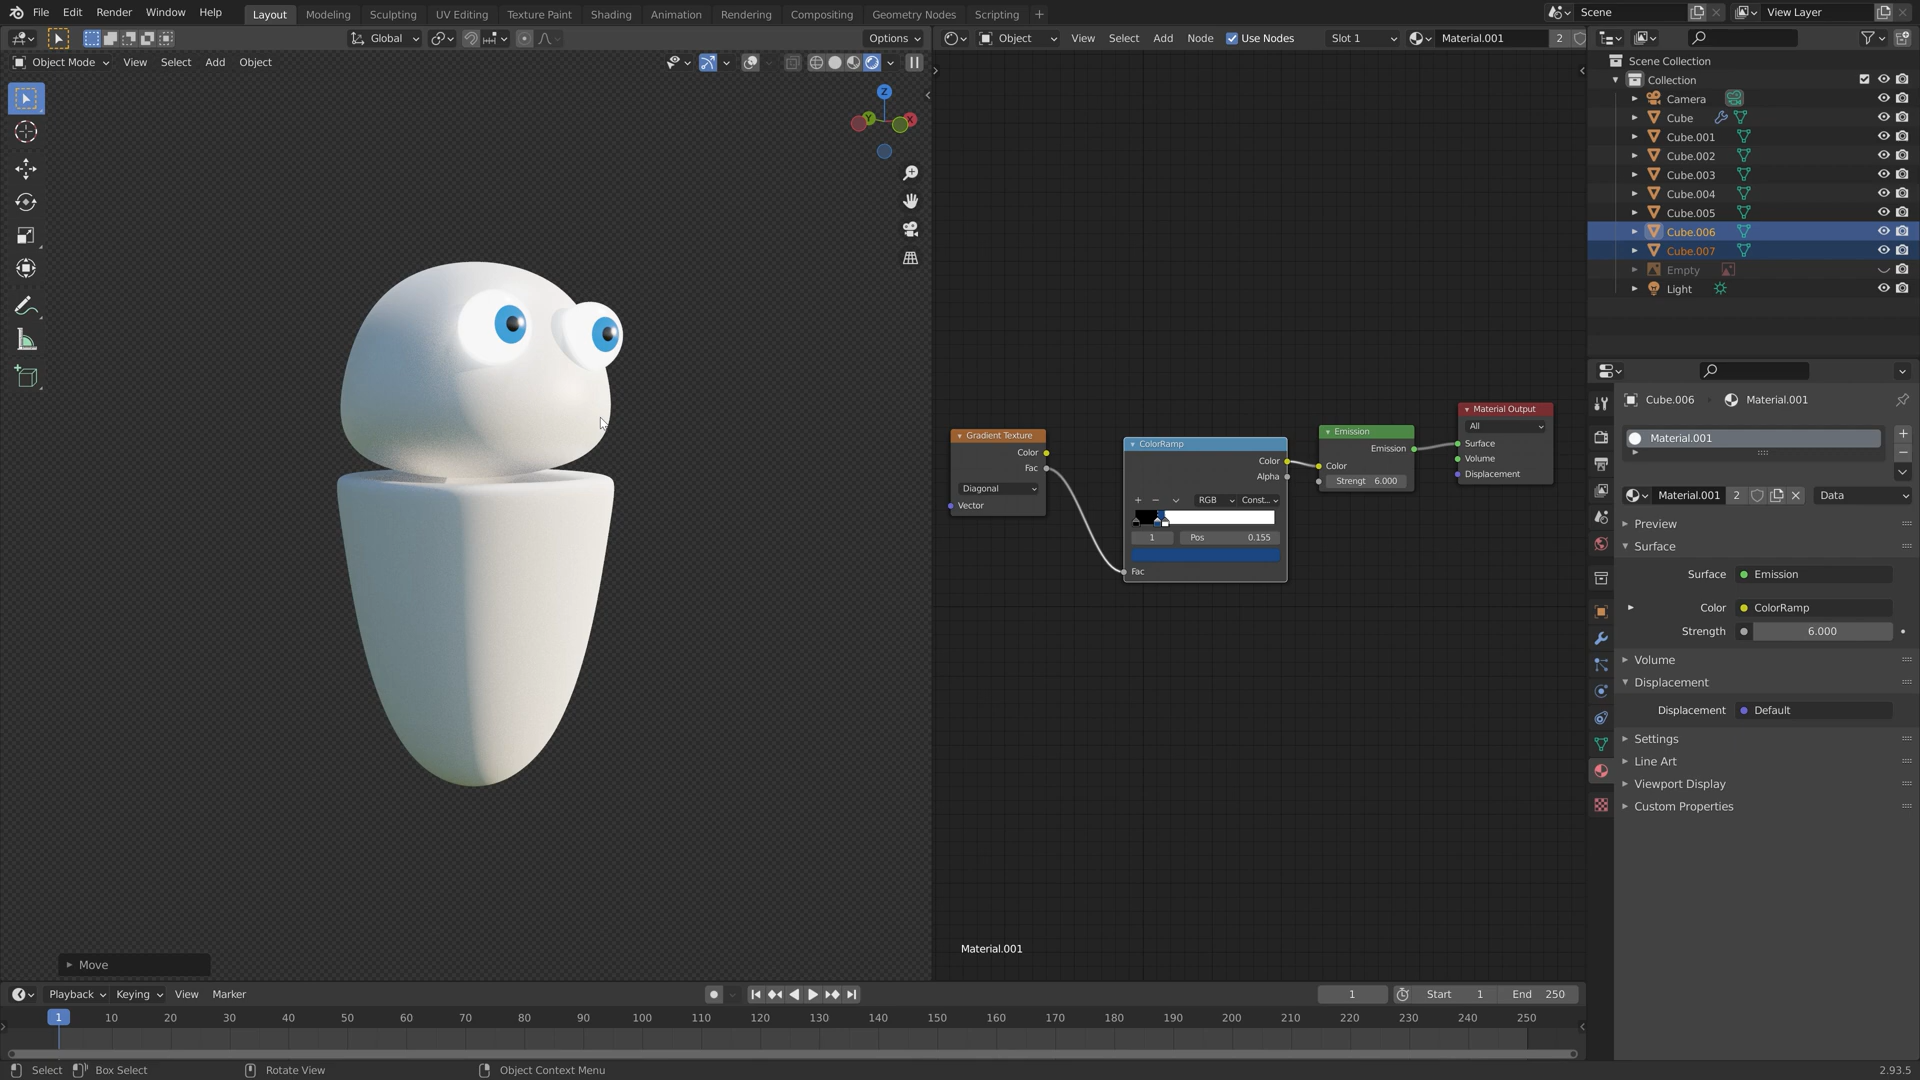 File Edit Render Window Help Layout Modeling Sculpting UV Editing Texture Paint Shading Animation Rendering Compositing Geometry Nodes Scripting + Scene View Layer
Global Options
Object Mode View Select Add Object
Object View Select Add Node Use Nodes Slot 1 Material.001 2
Z
Y
X
Scene Collection
Collection
Camera
Cube
Cube.001
Cube.002
Cube.003
Cube.004
Cube.005
Cube.006
Cube.007
Empty
Light
Gradient Texture
Color
Fac
Diagonal
Vector
ColorRamp
Color
Alpha
RGB Const...
1 Pos 0.155
Fac
Emission
Emission
Color
Strengt 6.000
Material Output
All
Surface
Volume
Displacement
Cube.006 Material.001
Material.001
Material.001 2 Data
Preview
Surface
Surface Emission
Color ColorRamp
Strength 6.000
Volume
Displacement
Displacement Default
Settings
Line Art
Viewport Display
Custom Properties
Material.001
Move
Playback Keying View Marker 1 Start 1 End 250
1 10 20 30 40 50 60 70 80 90 100 110 120 130 140 150 160 170 180 190 200 210 220 230 240 250
Select Box Select Rotate View Object Context Menu 2.93.5